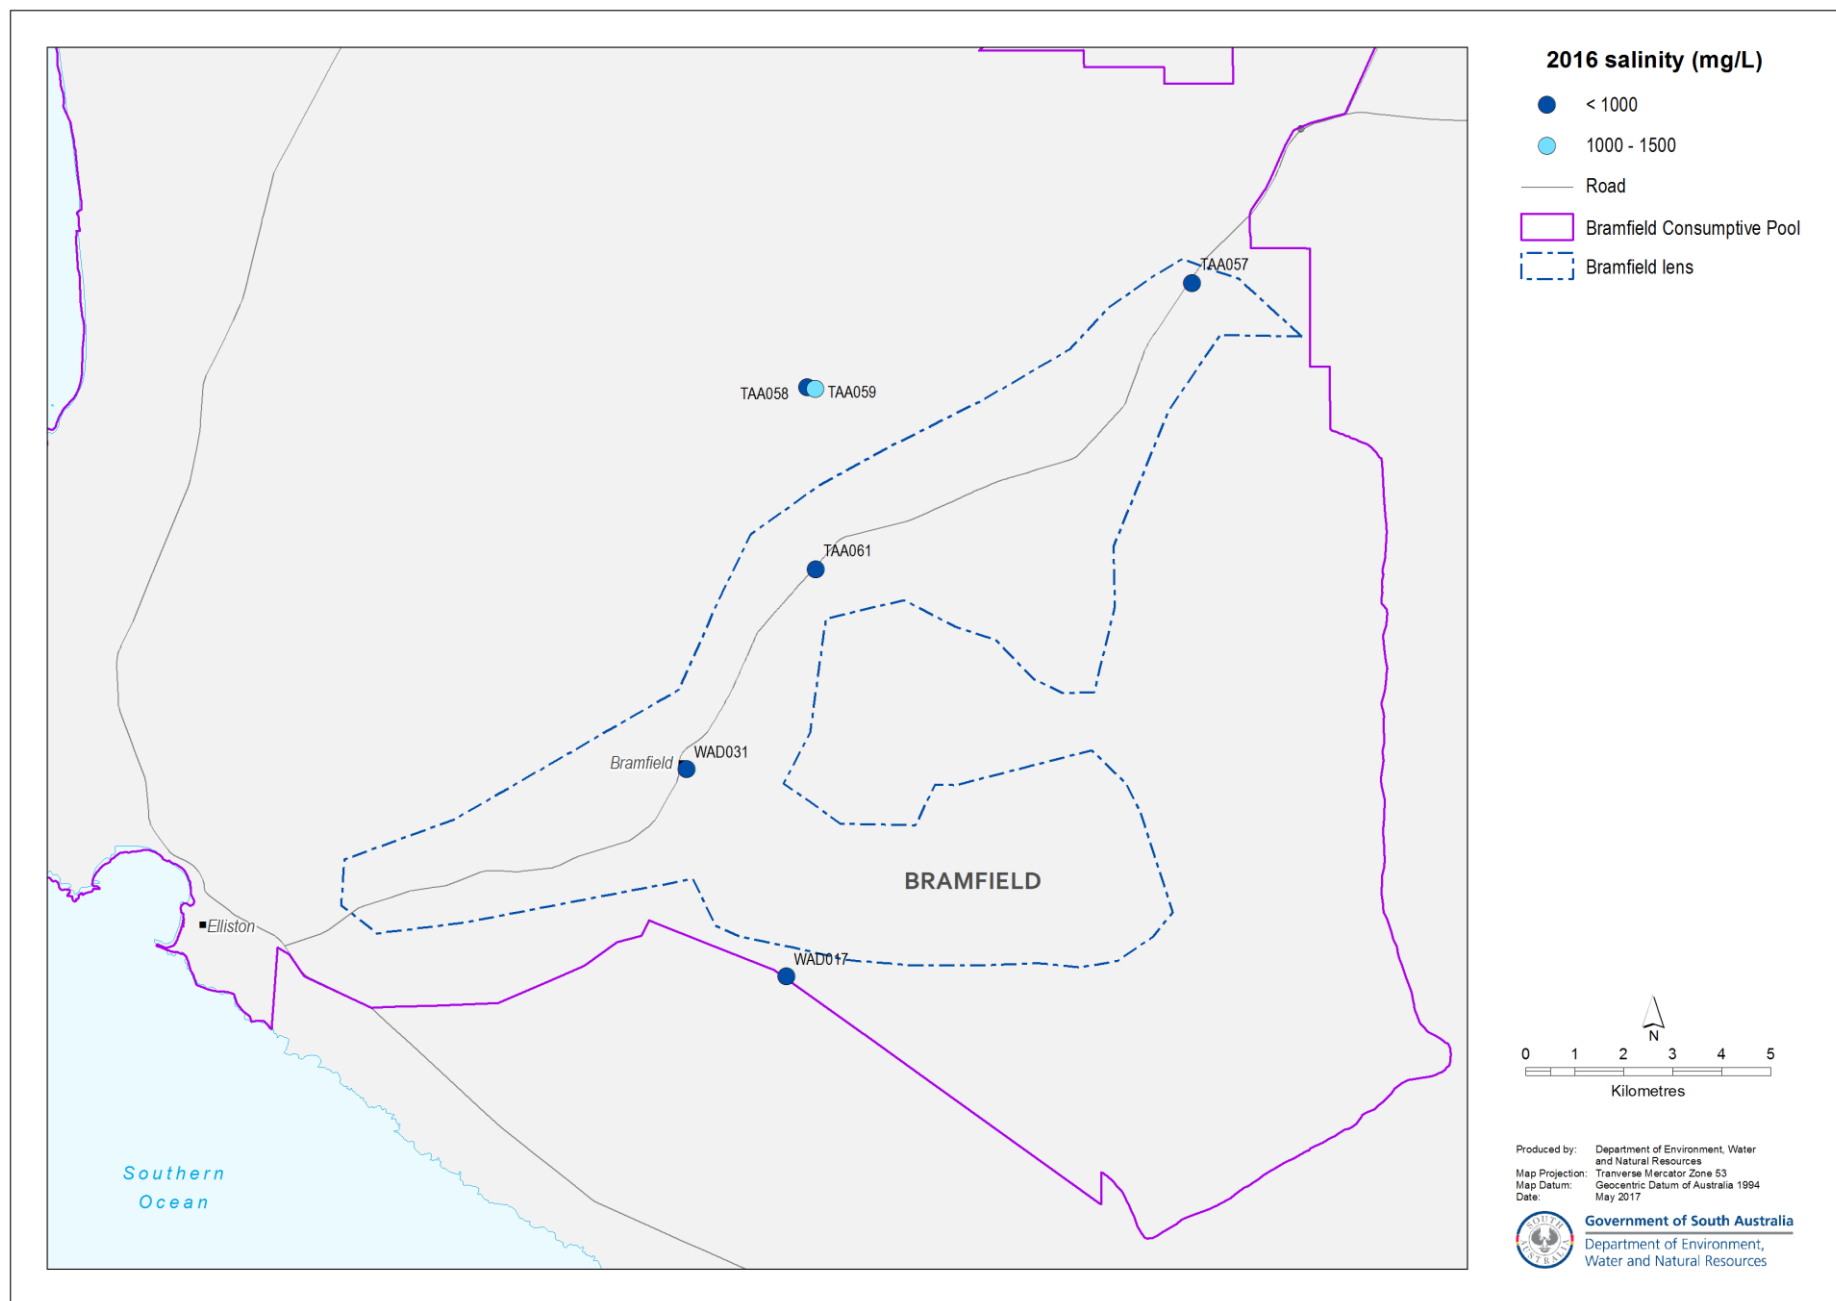 2016 salinity (mg/L)
< 1000
1000 - 1500
Road
Bramfield Consumptive Pool
Bramfield lens
TAA057
TAA058
TAA059
TAA061
WAD031
Bramfield
BRAMFIELD
Elliston
WAD017
Southern
Ocean
N
0 1 2 3 4 5
Kilometres
Produced by: Department of Environment, Water
and Natural Resources
Map Projection: Tranverse Mercator Zone 53
Map Datum: Geocentric Datum of Australia 1994
Date: May 2017
SOUTH
AUSTRALIA
Government of South Australia
Department of Environment,
Water and Natural Resources